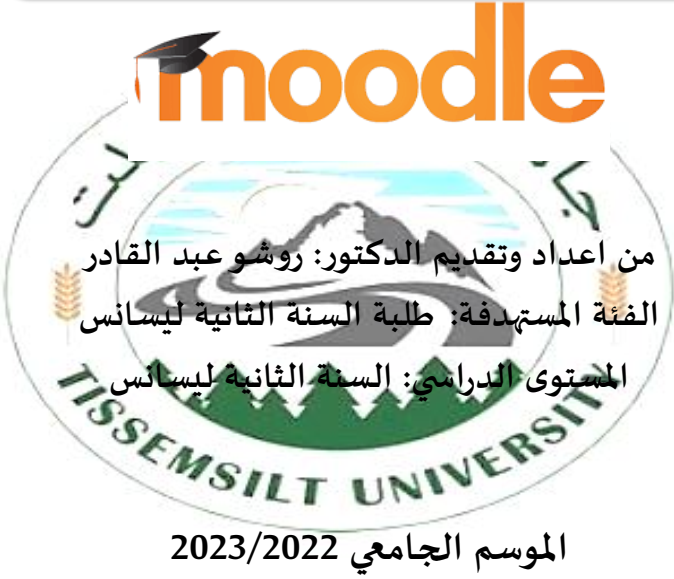 moodle
من اعداد وتقديم الدكتور: روشو عبد القادر
الفئة المستهدفة: طلبة السنة الثانية ليسانس
المستوى الدراسي: السنة الثانية ليسانس
TISSEMSILT UNIVERSITY
الموسم الجامعي 2023/2022